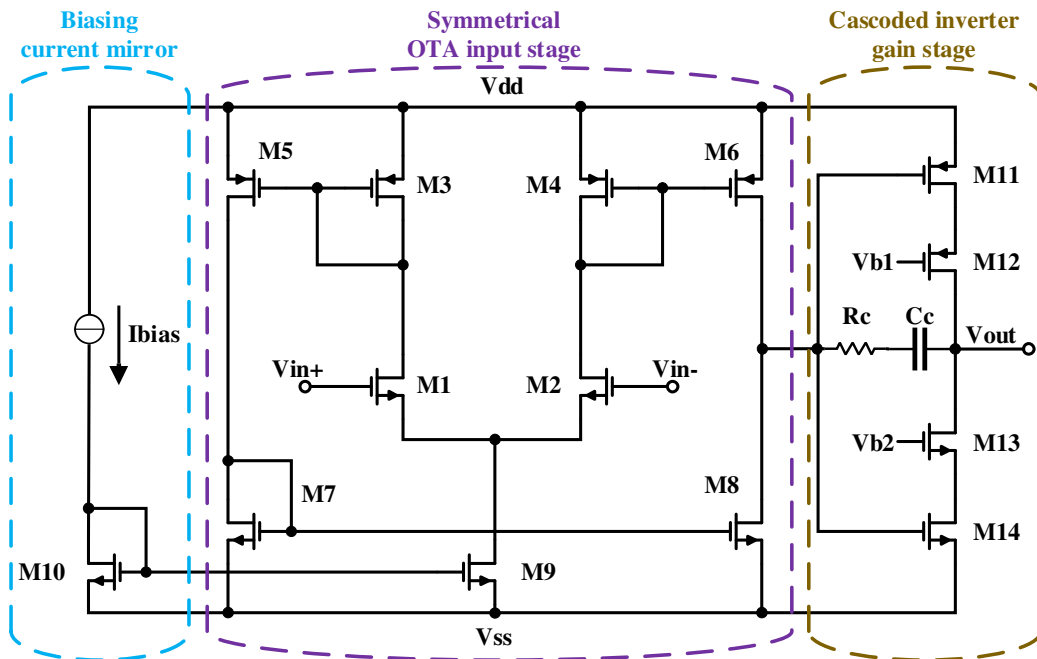 Biasing
current mirror
Symmetrical
OTA input stage
Cascoded inverter
gain stage
Vdd
M5
M3
M4
M6
M11
Vb1
M12
Ibias
Rc
Cc
Vout
Vin+
M1
M2
Vin-
Vb2
M13
M7
M8
M14
M10
M9
Vss